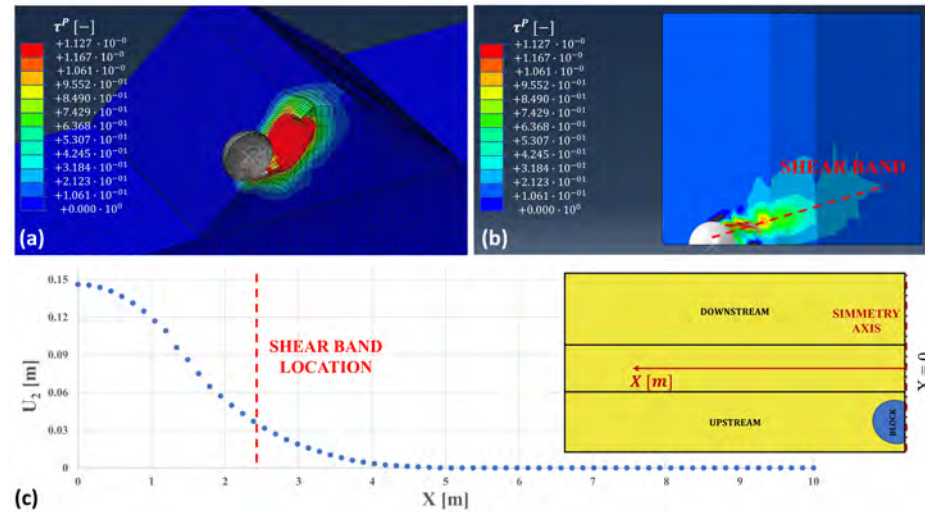 τᴾ [−]
+1.127 · 10⁻⁰
+1.167 · 10⁻⁰
+1.061 · 10⁻⁰
+9.552 · 10⁻⁰¹
+8.490 · 10⁻⁰¹
+7.429 · 10⁻⁰¹
+6.368 · 10⁻⁰¹
+5.307 · 10⁻⁰¹
+4.245 · 10⁻⁰¹
+3.184 · 10⁻⁰¹
+2.123 · 10⁻⁰¹
+1.061 · 10⁻⁰¹
+0.000 · 10⁰
(a)
τᴾ [−]
+1.127 · 10⁻⁰
+1.167 · 10⁻⁰
+1.061 · 10⁻⁰
+9.552 · 10⁻⁰¹
+8.490 · 10⁻⁰¹
+7.429 · 10⁻⁰¹
+6.368 · 10⁻⁰¹
+5.307 · 10⁻⁰¹
+4.245 · 10⁻⁰¹
+3.184 · 10⁻⁰¹
+2.123 · 10⁻⁰¹
+1.061 · 10⁻⁰¹
+0.000 · 10⁰
SHEAR BAND
(b)
0.15
0.12
0.09
0.06
0.03
0
U₂ [m]
SHEAR BAND
LOCATION
DOWNSTREAM
SIMMETRY
AXIS
X [m]
X = 0
UPSTREAM
BLOCK
0 1 2 3 4 5 6 7 8 9 10
X [m]
(c)